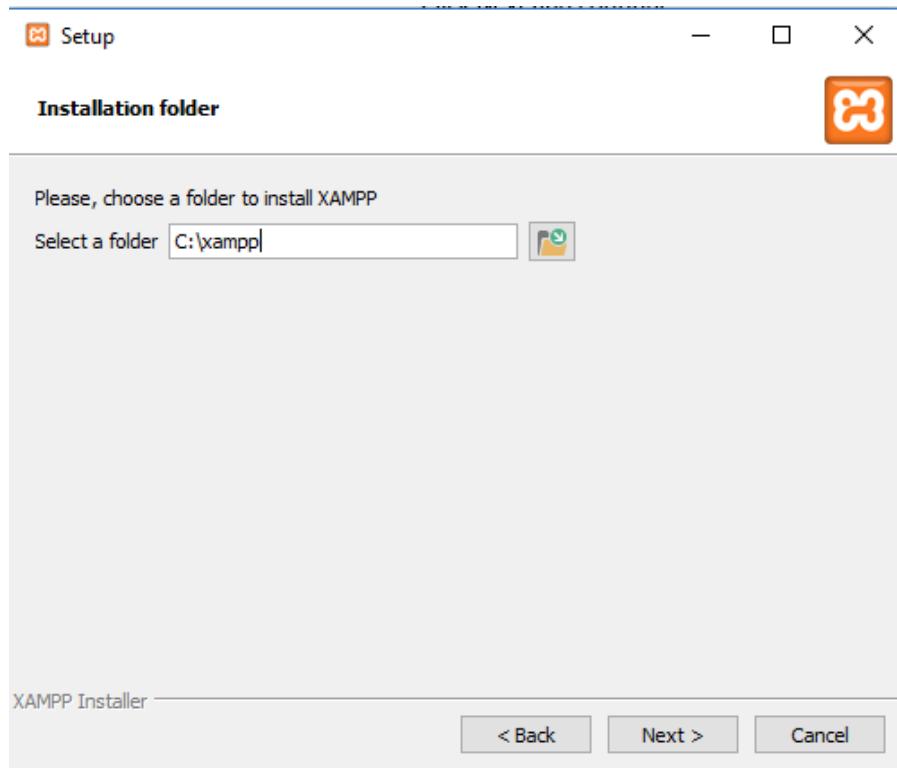 Setup
Installation folder
Please, choose a folder to install XAMPP
Select a folder C:\xampp
XAMPP Installer
< Back Next > Cancel